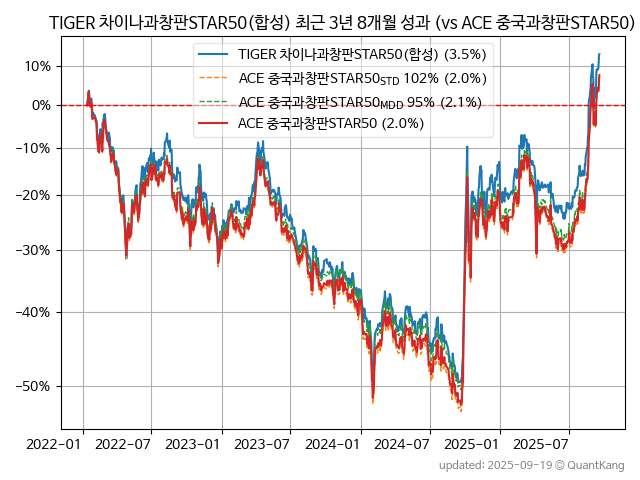 TIGER 차이나과창판STAR50(합성) 최근 3년 8개월 성과 (vs ACE 중국과창판STAR50)
TIGER 차이나과창판STAR50(합성) (3.5%)
ACE 중국과창판STAR50STD 102% (2.0%)
ACE 중국과창판STAR50MDD 95% (2.1%)
ACE 중국과창판STAR50 (2.0%)
10%
0%
−10%
−20%
−30%
−40%
−50%
2022-01 2022-07 2023-01 2023-07 2024-01 2024-07 2025-01 2025-07
updated: 2025-09-19 © QuantKang